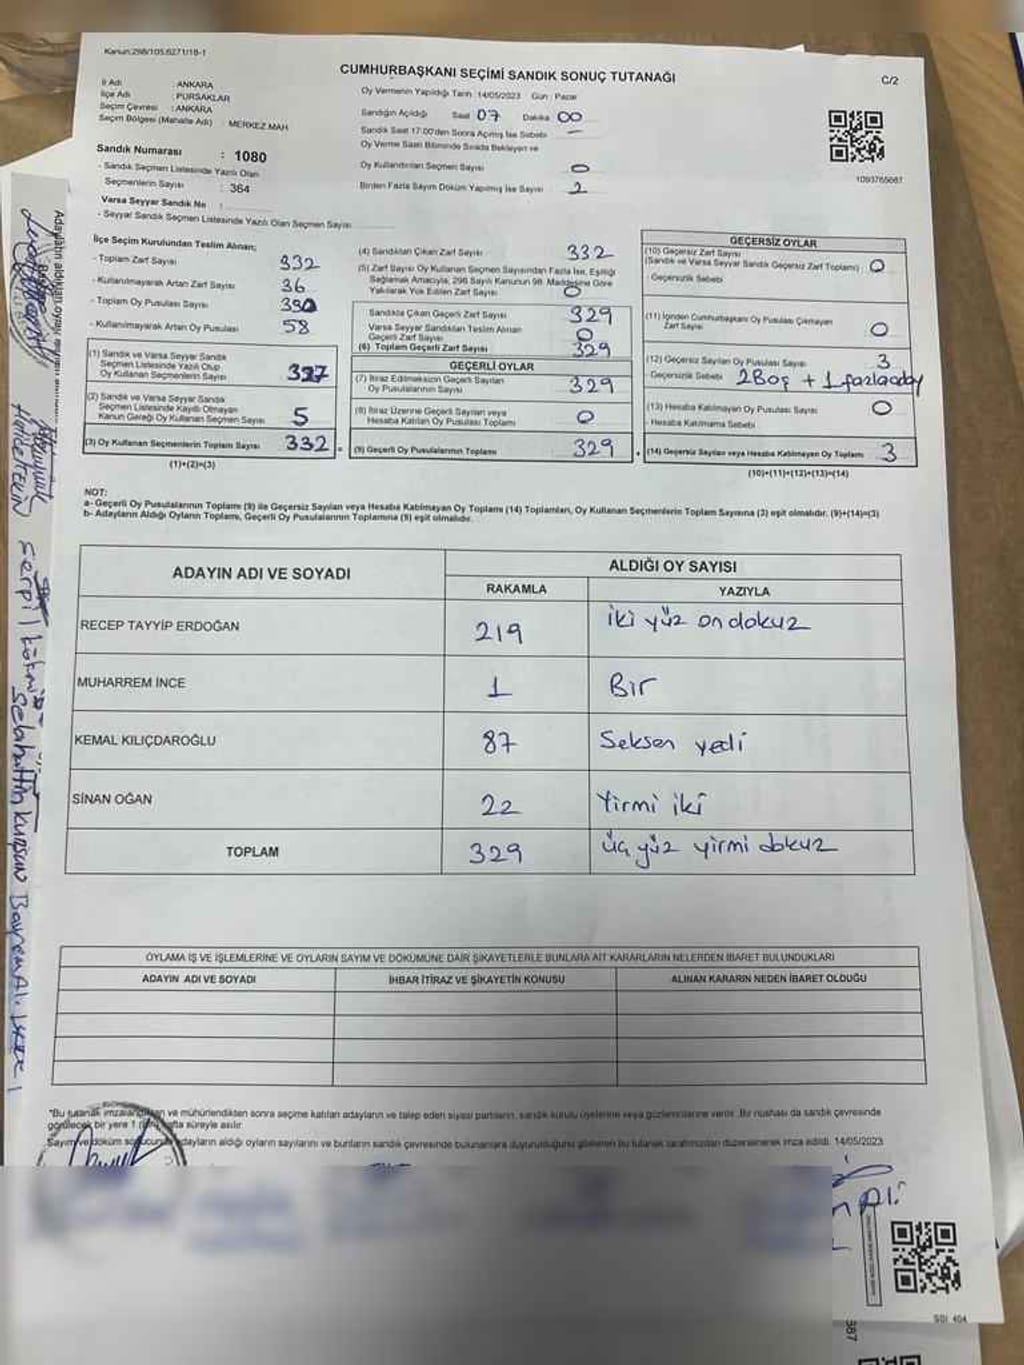 Kanun:298/105.6271/18-1
CUMHURBAŞKANI SEÇİMİ SANDIK SONUÇ TUTANAĞI
C/2
İl Adı : ANKARA
İlçe Adı : PURSAKLAR
Seçim Çevresi : ANKARA
Seçim Bölgesi (Mahalle Adı) : MERKEZ MAH
Sandık Numarası : 1080
- Sandık Seçmen Listesinde Yazılı Olan
Seçmenlerin Sayısı : 364
Varsa Seyyar Sandık No :
- Seyyar Sandık Seçmen Listesinde Yazılı Olan Seçmen Sayısı
Oy Vermenin Yapıldığı Tarih 14/05/2023 Gün : Pazar
Sandığın Açıldığı Saat 07 Dakika 00
Sandık Saat 17:00'den Sonra Açılmış İse Sebebi —
Oy Verme Saati Bitiminde Sırada Bekleyen ve
Oy Kullandırılan Seçmen Sayısı 0
Birden Fazla Sayım Döküm Yapılmış İse Sayısı 2
1093765687
İlçe Seçim Kurulundan Teslim Alınan;
- Toplam Zarf Sayısı 332
- Kullanılmayarak Artan Zarf Sayısı 36
- Toplam Oy Pusulası Sayısı 390
- Kullanılmayarak Artan Oy Pusulası 58
(1) Sandık ve Varsa Seyyar Sandık
Seçmen Listesinde Yazılı Olup
Oy Kullanan Seçmenlerin Sayısı 327
(2) Sandık ve Varsa Seyyar Sandık
Seçmen Listesinde Kayıtlı Olmayan
Kanun Gereği Oy Kullanan Seçmen Sayısı 5
(3) Oy Kullanan Seçmenlerin Toplam Sayısı 332 =
(1)+(2)=(3)
(4) Sandıktan Çıkan Zarf Sayısı 332
(5) Zarf Sayısı Oy Kullanan Seçmen Sayısından Fazla İse, Eşitliği
Sağlamak Amacıyla, 298 Sayılı Kanunun 98. Maddesine Göre
Yakılarak Yok Edilen Zarf Sayısı 0
Sandıkta Çıkan Geçerli Zarf Sayısı 329
Varsa Seyyar Sandıktan Teslim Alınan
Geçerli Zarf Sayısı 0
(6) Toplam Geçerli Zarf Sayısı 329
GEÇERLİ OYLAR
(7) İtiraz Edilmeksizin Geçerli Sayılan
Oy Pusulalarının Sayısı 329
(8) İtiraz Üzerine Geçerli Sayılan veya
Hesaba Katılan Oy Pusulası Toplamı 0
(9) Geçerli Oy Pusulalarının Toplamı 329
GEÇERSİZ OYLAR
(10) Geçersiz Zarf Sayısı
(Sandık ve Varsa Seyyar Sandık Geçersiz Zarf Toplamı) 0
- Geçersizlik Sebebi
(11) İçinden Cumhurbaşkanı Oy Pusulası Çıkmayan
Zarf Sayısı 0
(12) Geçersiz Sayılan Oy Pusulası Sayısı 3
- Geçersizlik Sebebi 2 Boş + 1 fazla aday
(13) Hesaba Katılmayan Oy Pusulası Sayısı 0
- Hesaba Katılmama Sebebi
+ (14) Geçersiz Sayılan veya Hesaba Katılmayan Oy Toplamı 3
(10)+(11)+(12)+(13)=(14)
NOT:
a- Geçerli Oy Pusulalarının Toplamı (9) ile Geçersiz Sayılan veya Hesaba Katılmayan Oy Toplamı (14) Toplamları, Oy Kullanan Seçmenlerin Toplam Sayısına (3) eşit olmalıdır. (9)+(14)=(3)
b- Adayların Aldığı Oyların Toplamı, Geçerli Oy Pusulalarının Toplamına (9) eşit olmalıdır.
ADAYIN ADI VE SOYADI
ALDIĞI OY SAYISI
RAKAMLA YAZIYLA
RECEP TAYYİP ERDOĞAN 219 iki yüz on dokuz
MUHARREM İNCE 1 Bir
KEMAL KILIÇDAROĞLU 87 Seksen yedi
SİNAN OĞAN 22 Yirmi iki
TOPLAM 329 üç yüz yirmi dokuz
OYLAMA İŞ VE İŞLEMLERİNE VE OYLARIN SAYIM VE DÖKÜMÜNE DAİR ŞİKAYETLERLE BUNLARA AİT KARARLARIN NELERDEN İBARET BULUNDUKLARI
ADAYIN ADI VE SOYADI İHBAR İTİRAZ VE ŞİKAYETİN KONUSU ALINAN KARARIN NEDEN İBARET OLDUĞU
"Bu tutanak imzalandıktan ve mühürlendikten sonra seçime katılan adayların ve talep eden siyasi partilerin, sandık kurulu üyelerine veya gözlemcilerine verilir. Bir nüshası da sandık çevresinde
görülecek bir yere 1 hafta süreyle asılır.
Sayım ve döküm sonucunda adayların aldığı oyların sayılarını ve bunların sandık çevresinde bulunanlara duyurulduğunu gösteren bu tutanak tarafımızdan düzenlenerek imza edildi. 14/05/2023
Ali
SGI 404
Hande TEKİN
Serpil
Selahattin Kurşun
Bayram Ali